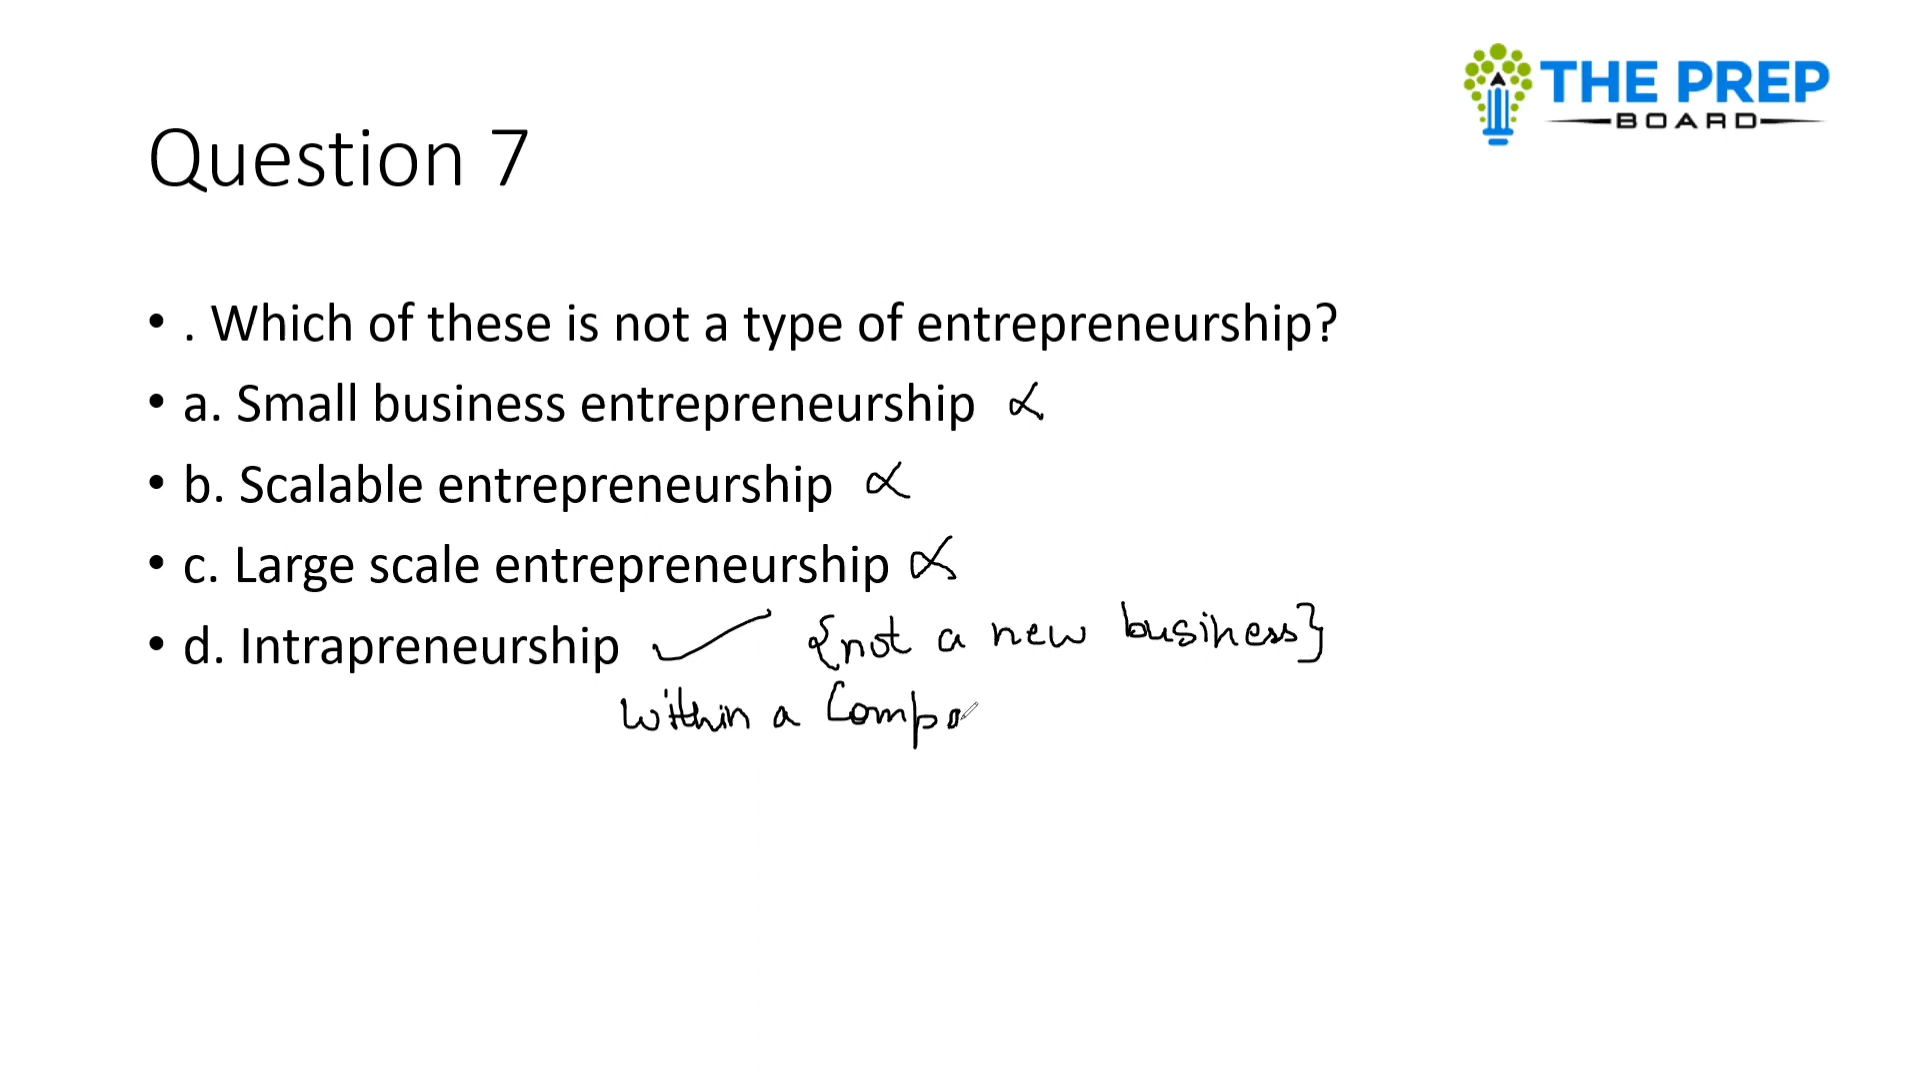 THE PREP
BOARD
Question 7
• . Which of these is not a type of entrepreneurship?
• a. Small business entrepreneurship
• b. Scalable entrepreneurship
• c. Large scale entrepreneurship
• d. Intrapreneurship {not a new business}
within a Compa